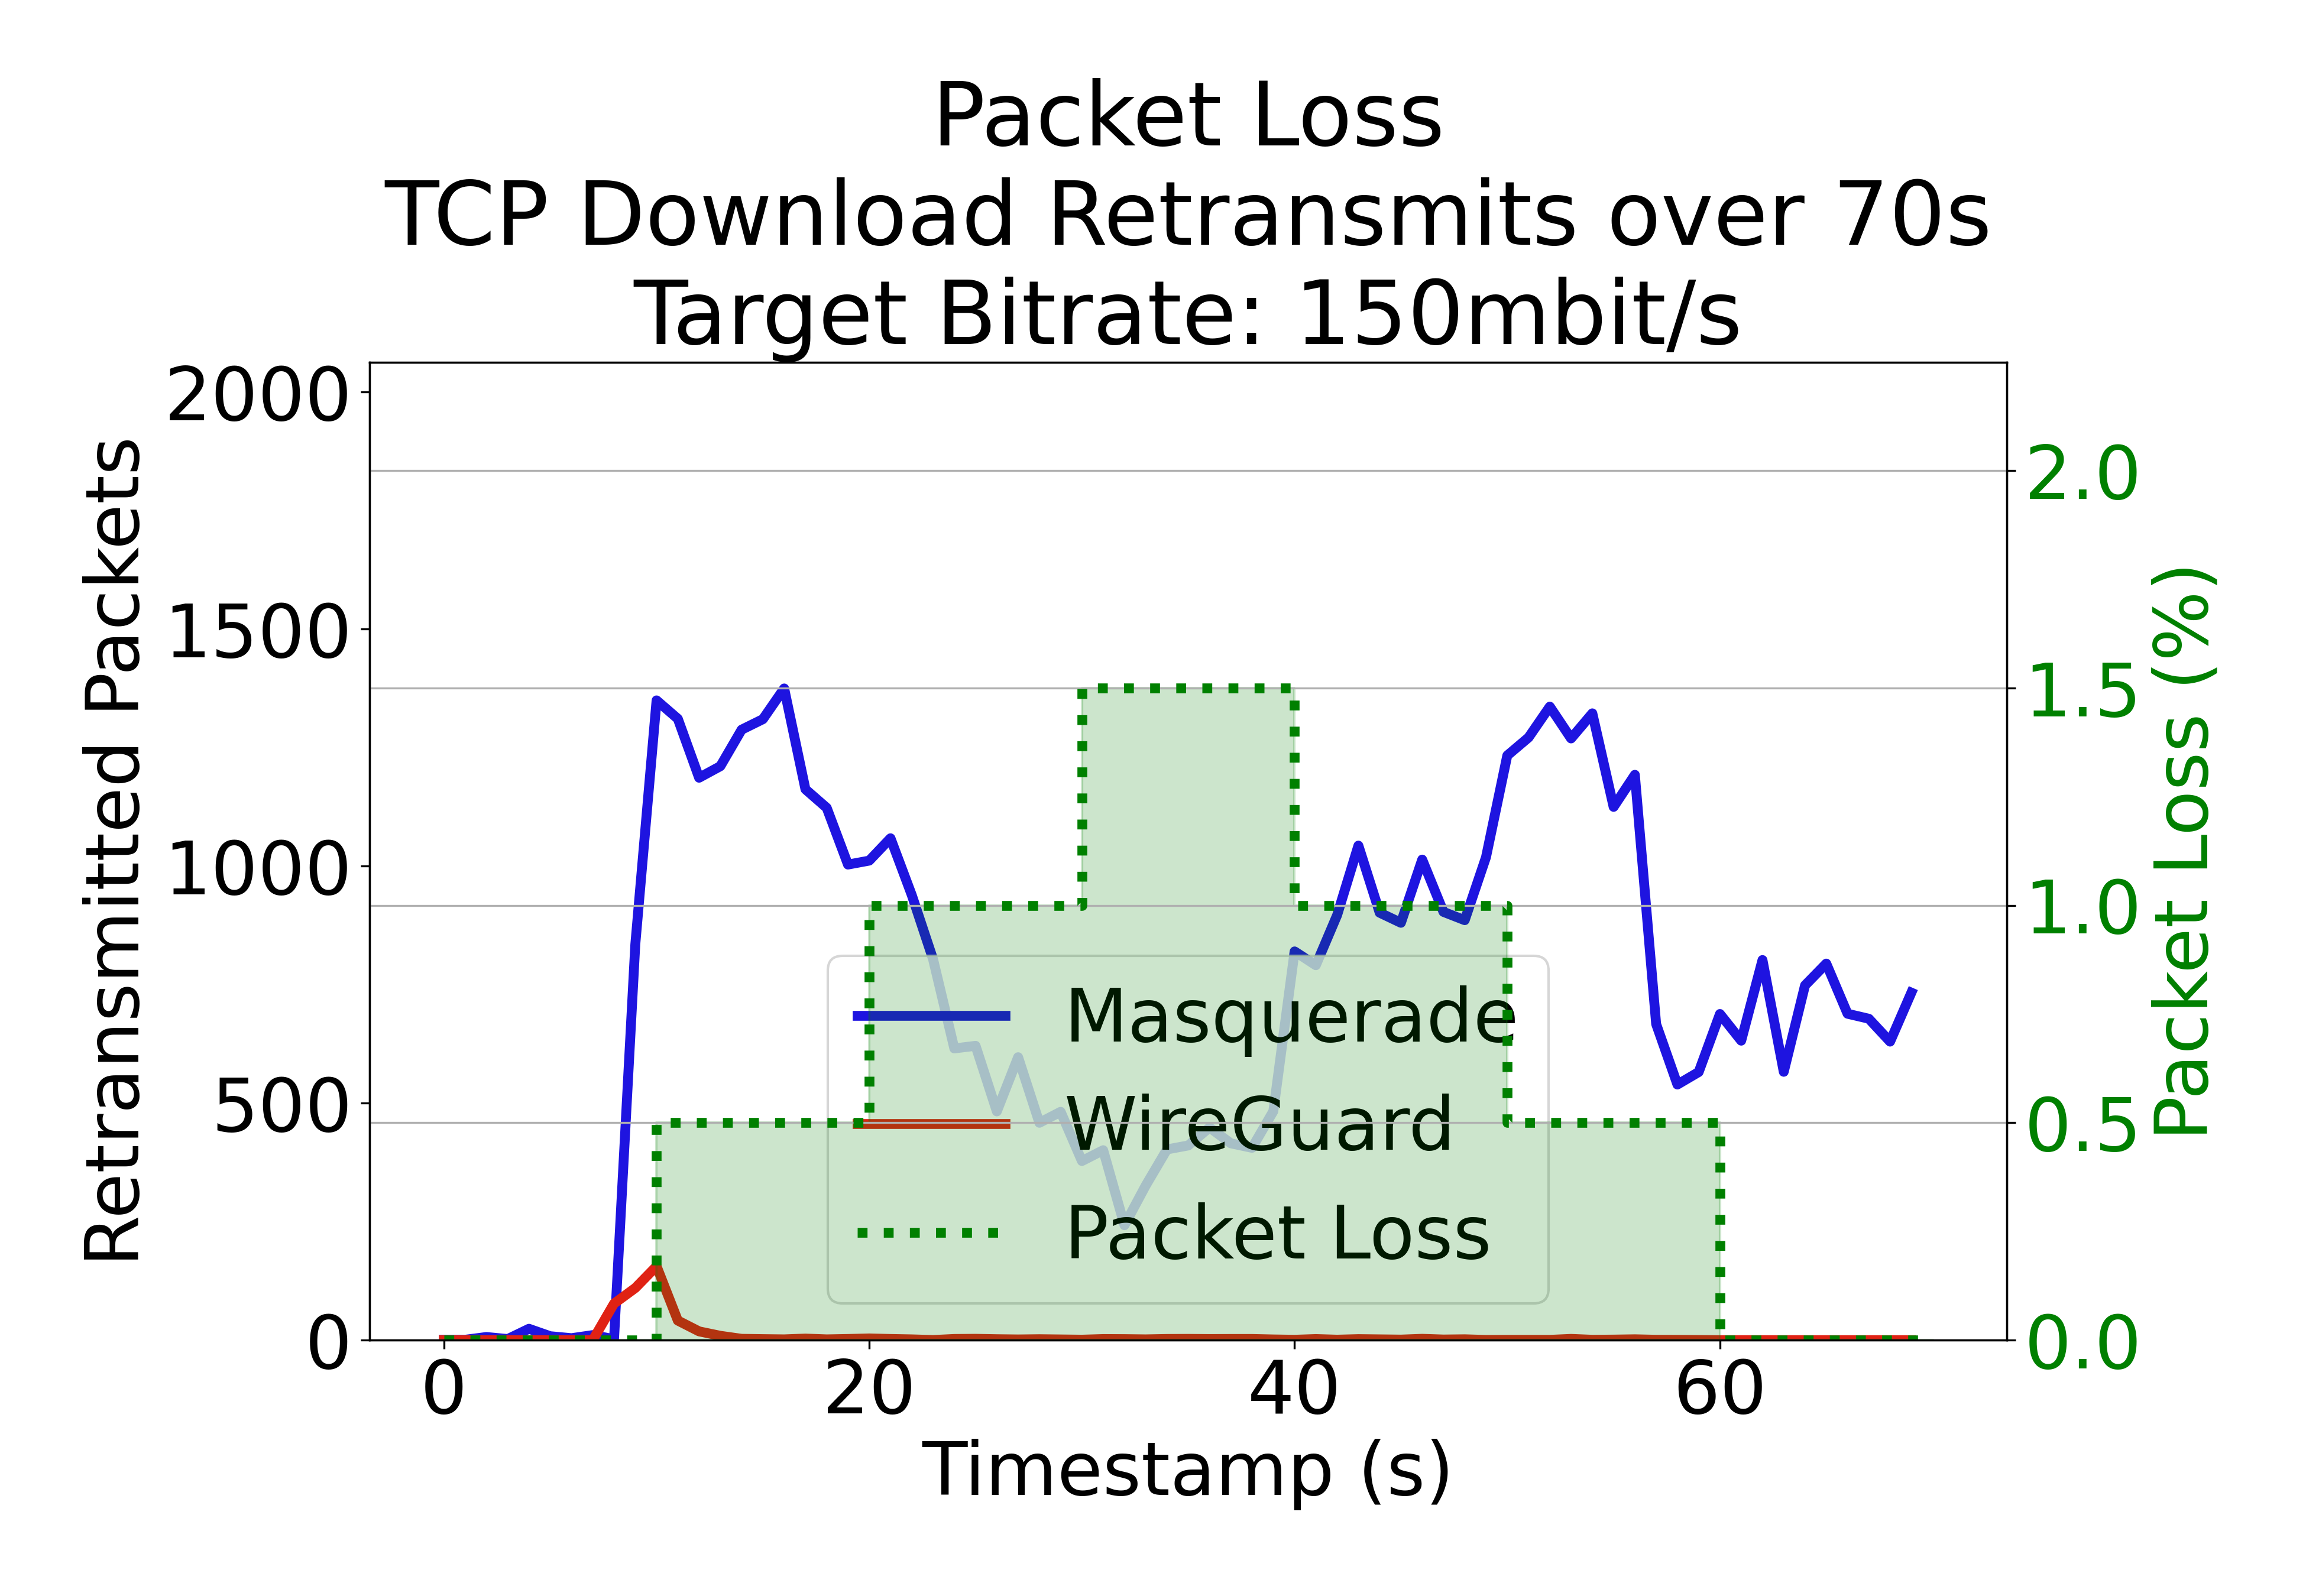 Packet Loss
TCP Download Retransmits over 70s
Target Bitrate: 150mbit/s
Retransmitted Packets
2000
1500
1000
500
0
2.0
1.5
1.0
0.5
0.0
Packet Loss (%)
Masquerade
WireGuard
Packet Loss
0
20
40
60
Timestamp (s)